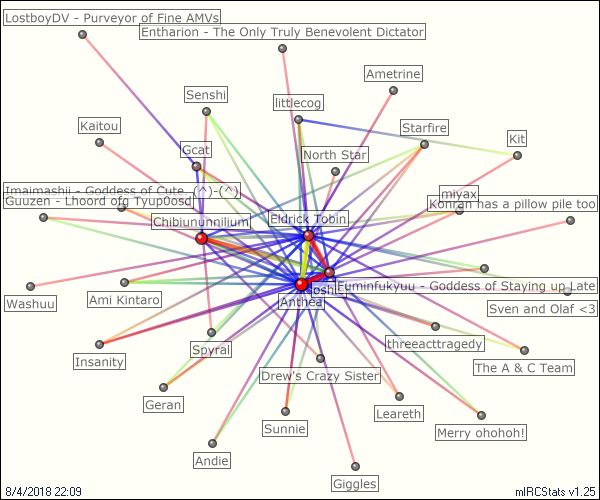 LostboyDV - Purveyor of Fine AMVs
Entharion - The Only Truly Benevolent Dictator
Ametrine
Senshi
littlecog
Kaitou
Starfire
Kit
Gcat
North Star
Imaimashii - Goddess of Cute, (^)-(^)
miyax
Guuzen - Lhoord ofg Tyup0osd
Konran has a pillow pile too
Chibiunumnilium
Eldrick Tobin
Fuminfukyuu - Goddess of Staying up Late
Washuu
Ami Kintaro
Anthea
Sven and Olaf <3
Insanity
Spyral
threeacttragedy
The A & C Team
Drew's Crazy Sister
Geran
Leareth
Sunnie
Merry ohohoh!
Andie
Giggles
8/4/2018 22:09
mIRCStats v1.25